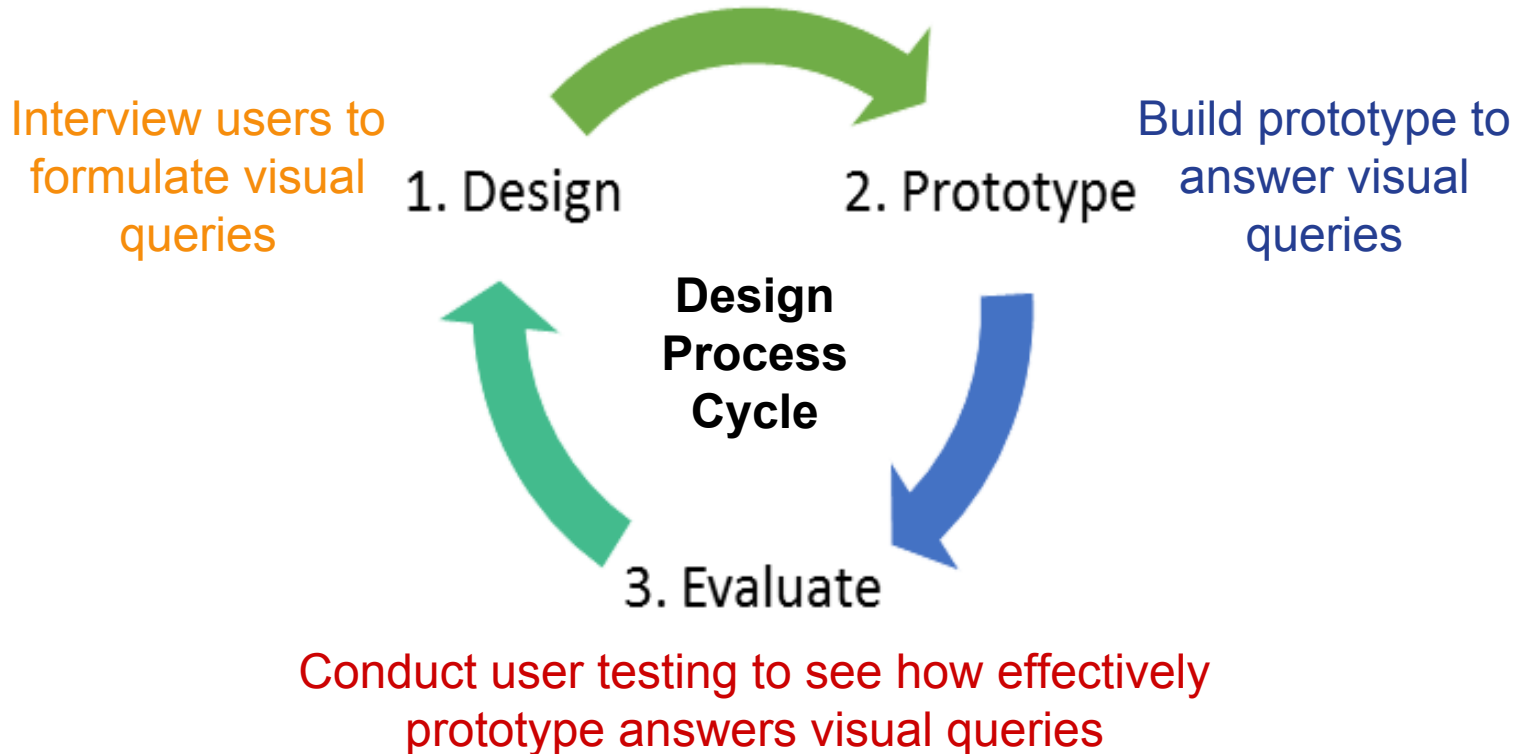 Interview users to
formulate visual
queries
1. Design
2. Prototype
Build prototype to
answer visual
queries
Design
Process
Cycle
3. Evaluate
Conduct user testing to see how effectively
prototype answers visual queries